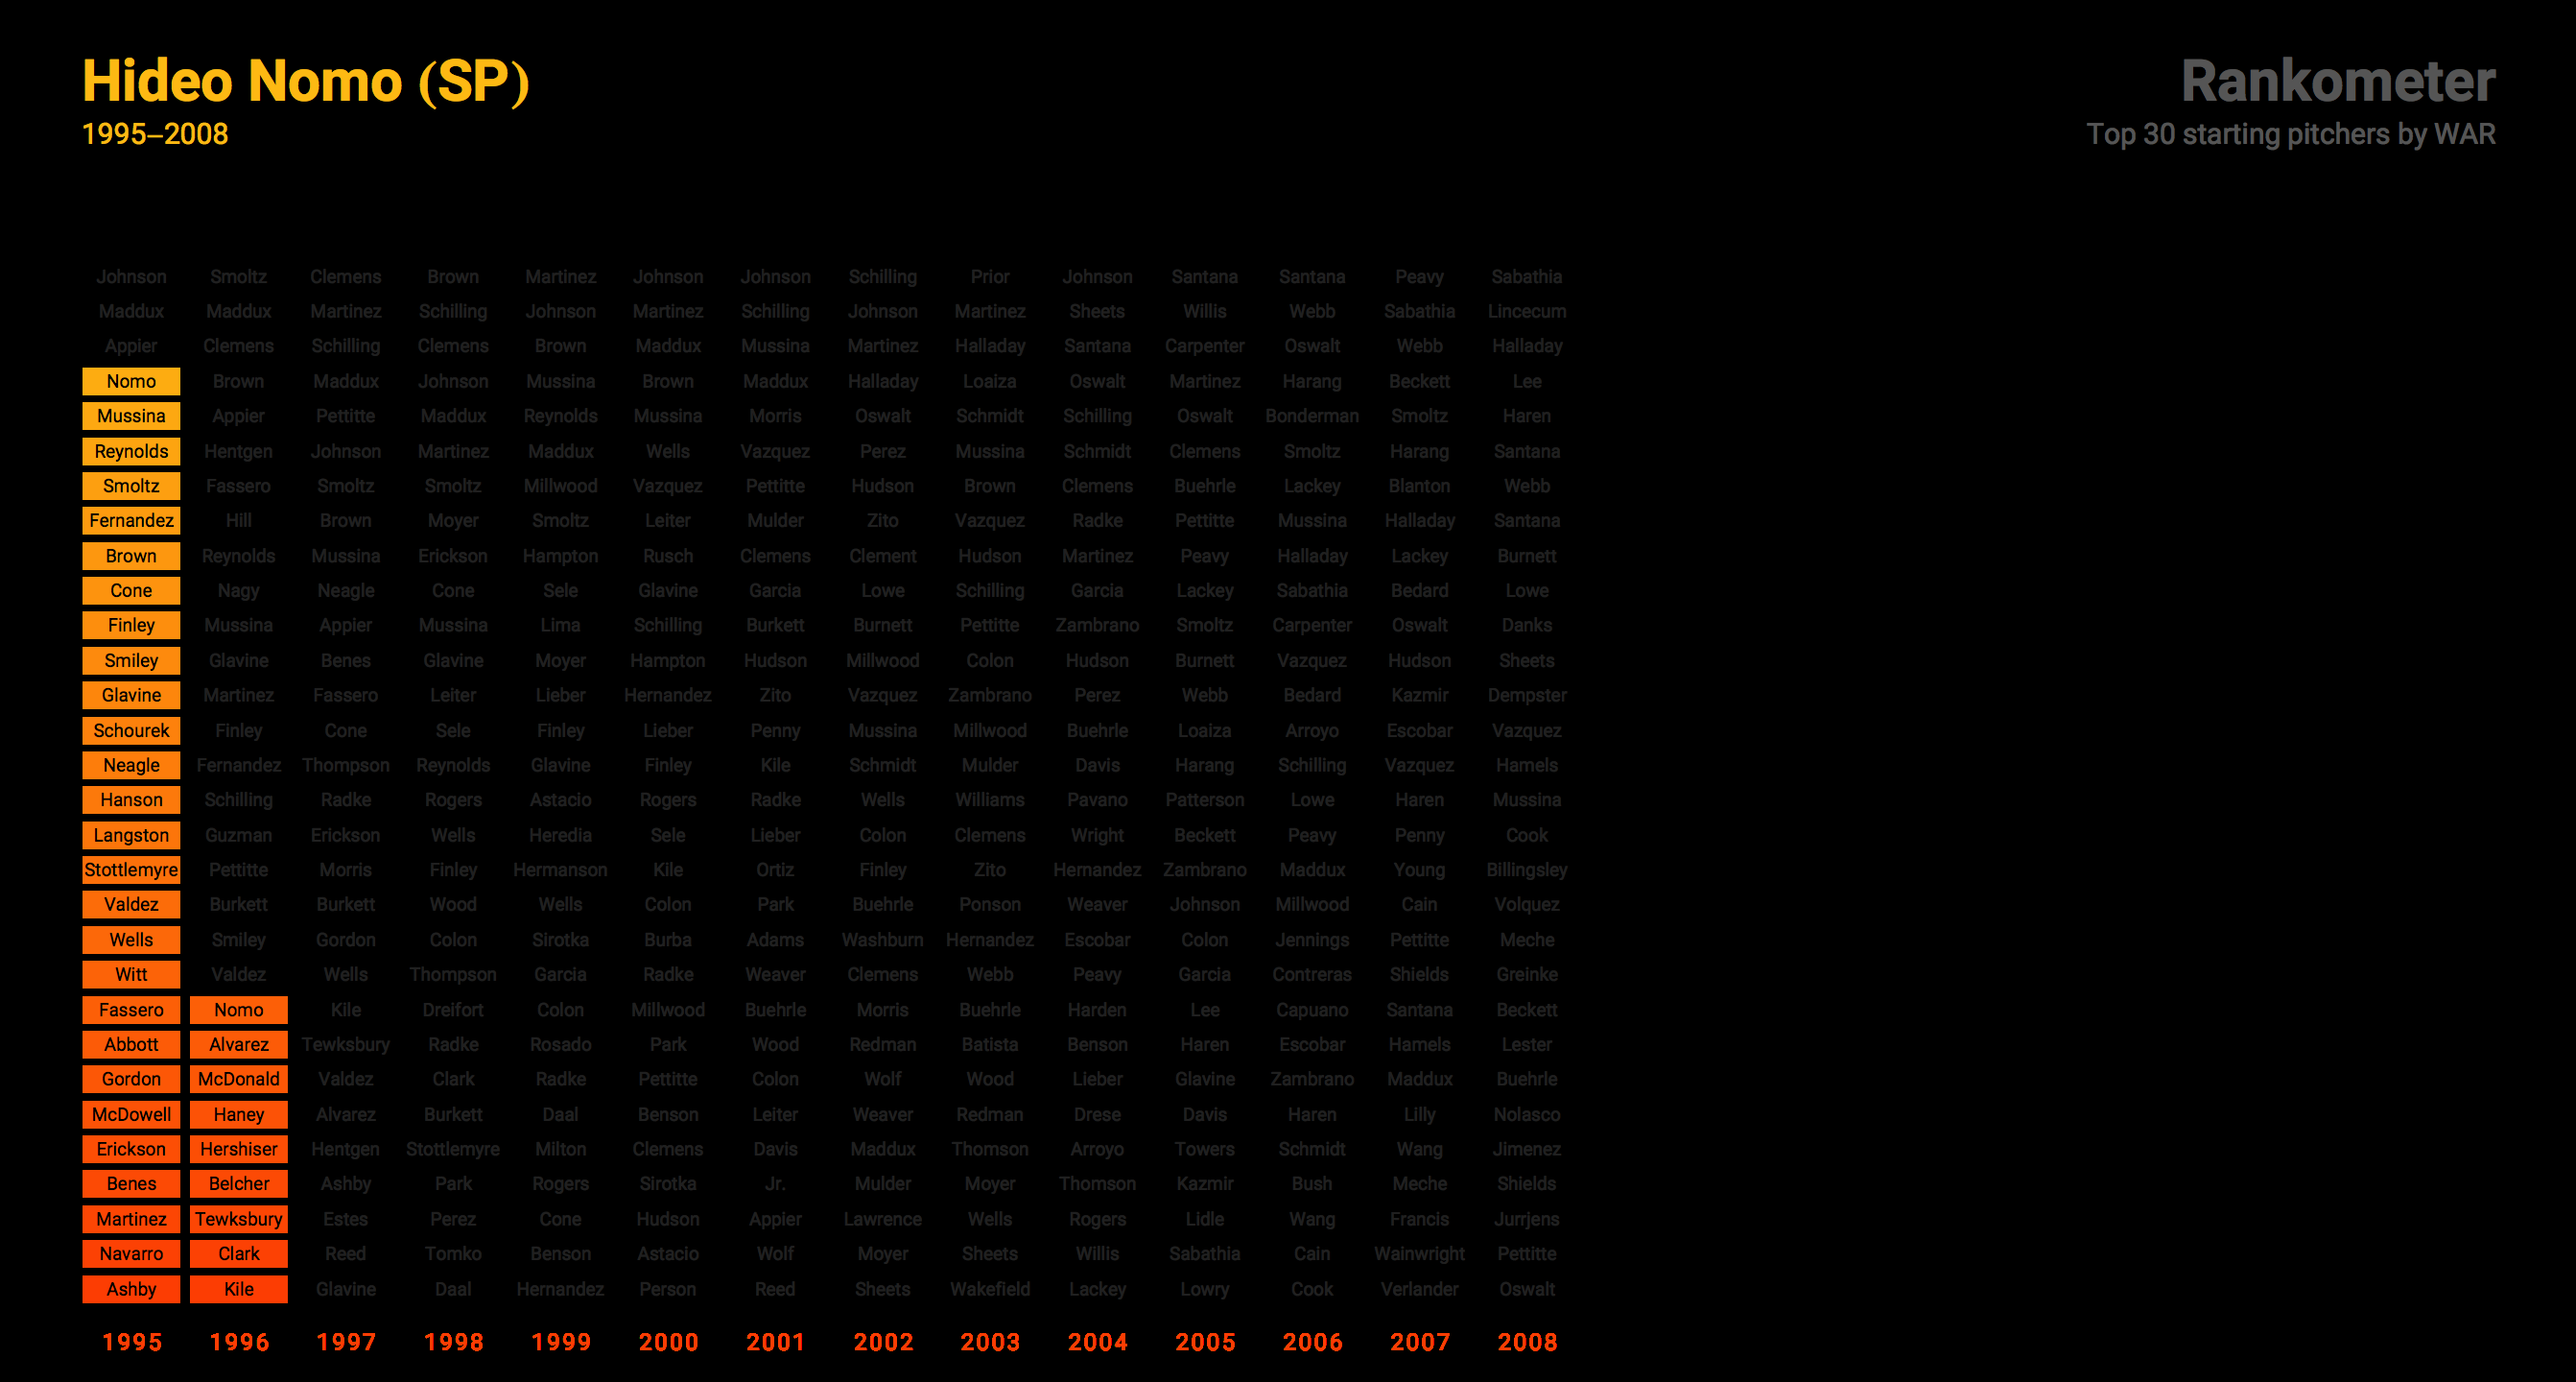 Hideo Nomo (SP)
1995–2008
Rankometer
Top 30 starting pitchers by WAR
Johnson Smoltz Clemens Brown Martinez Johnson Johnson Schilling Prior Johnson Santana Santana Peavy Sabathia
Maddux Maddux Martinez Schilling Johnson Martinez Schilling Johnson Martinez Sheets Willis Webb Sabathia Lincecum
Appier Clemens Schilling Clemens Brown Maddux Mussina Martinez Halladay Santana Carpenter Oswalt Webb Halladay
Nomo Brown Maddux Johnson Mussina Brown Maddux Halladay Loaiza Oswalt Martinez Harang Beckett Lee
Mussina Appier Pettitte Maddux Reynolds Mussina Morris Oswalt Schmidt Schilling Oswalt Bonderman Smoltz Haren
Reynolds Hentgen Johnson Martinez Maddux Wells Vazquez Perez Mussina Schmidt Clemens Smoltz Harang Santana
Smoltz Fassero Smoltz Smoltz Millwood Vazquez Pettitte Hudson Brown Clemens Buehrle Lackey Blanton Webb
Fernandez Hill Brown Moyer Smoltz Leiter Mulder Zito Vazquez Radke Pettitte Mussina Halladay Santana
Brown Reynolds Mussina Erickson Hampton Rusch Clemens Clement Hudson Martinez Peavy Halladay Lackey Burnett
Cone Nagy Neagle Cone Sele Glavine Garcia Lowe Schilling Garcia Lackey Sabathia Bedard Lowe
Finley Mussina Appier Mussina Lima Schilling Burkett Burnett Pettitte Zambrano Smoltz Carpenter Oswalt Danks
Smiley Glavine Benes Glavine Moyer Hampton Hudson Millwood Colon Hudson Burnett Vazquez Hudson Sheets
Glavine Martinez Fassero Leiter Lieber Hernandez Zito Vazquez Zambrano Perez Webb Bedard Kazmir Dempster
Schourek Finley Cone Sele Finley Lieber Penny Mussina Millwood Buehrle Loaiza Arroyo Escobar Vazquez
Neagle Fernandez Thompson Reynolds Glavine Finley Kile Schmidt Mulder Davis Harang Schilling Vazquez Hamels
Hanson Schilling Radke Rogers Astacio Rogers Radke Wells Williams Pavano Patterson Lowe Haren Mussina
Langston Guzman Erickson Wells Heredia Sele Lieber Colon Clemens Wright Beckett Peavy Penny Cook
Stottlemyre Pettitte Morris Finley Hermanson Kile Ortiz Finley Zito Hernandez Zambrano Maddux Young Billingsley
Valdez Burkett Burkett Wood Wells Colon Park Buehrle Ponson Weaver Johnson Millwood Cain Volquez
Wells Smiley Gordon Colon Sirotka Burba Adams Washburn Hernandez Escobar Colon Jennings Pettitte Meche
Witt Valdez Wells Thompson Garcia Radke Weaver Clemens Webb Peavy Garcia Contreras Shields Greinke
Fassero Nomo Kile Dreifort Colon Millwood Buehrle Morris Buehrle Harden Lee Capuano Santana Beckett
Abbott Alvarez Tewksbury Radke Rosado Park Wood Redman Batista Benson Haren Escobar Hamels Lester
Gordon McDonald Valdez Clark Radke Pettitte Colon Wolf Wood Lieber Glavine Zambrano Maddux Buehrle
McDowell Haney Alvarez Burkett Daal Benson Leiter Weaver Redman Drese Davis Haren Lilly Nolasco
Erickson Hershiser Hentgen Stottlemyre Milton Clemens Davis Maddux Thomson Arroyo Towers Schmidt Wang Jimenez
Benes Belcher Ashby Park Rogers Sirotka Jr. Mulder Moyer Thomson Kazmir Bush Meche Shields
Martinez Tewksbury Estes Perez Cone Hudson Appier Lawrence Wells Rogers Lidle Wang Francis Jurrjens
Navarro Clark Reed Tomko Benson Astacio Wolf Moyer Sheets Willis Sabathia Cain Wainwright Pettitte
Ashby Kile Glavine Daal Hernandez Person Reed Sheets Wakefield Lackey Lowry Cook Verlander Oswalt
1995 1996 1997 1998 1999 2000 2001 2002 2003 2004 2005 2006 2007 2008